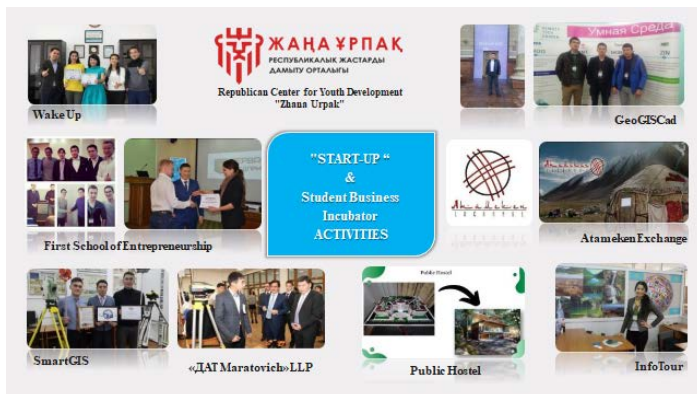 ЖАҢА ҰРПАҚ
РЕСПУБЛИКАЛЫҚ ЖАСТАРДЫ
ДАМЫТУ ОРТАЛЫҒЫ
Republican Center for Youth Development
"Zhana Urpak"
Умная Среда
Wake Up
GeoGISCad
"START-UP “
&
Student Business
Incubator
ACTIVITIES
First School of Entrepreneurship
Atameken Exchange
Public Hostel
SmartGIS
«ДАТ Maratovich» LLP
Public Hostel
InfoTour